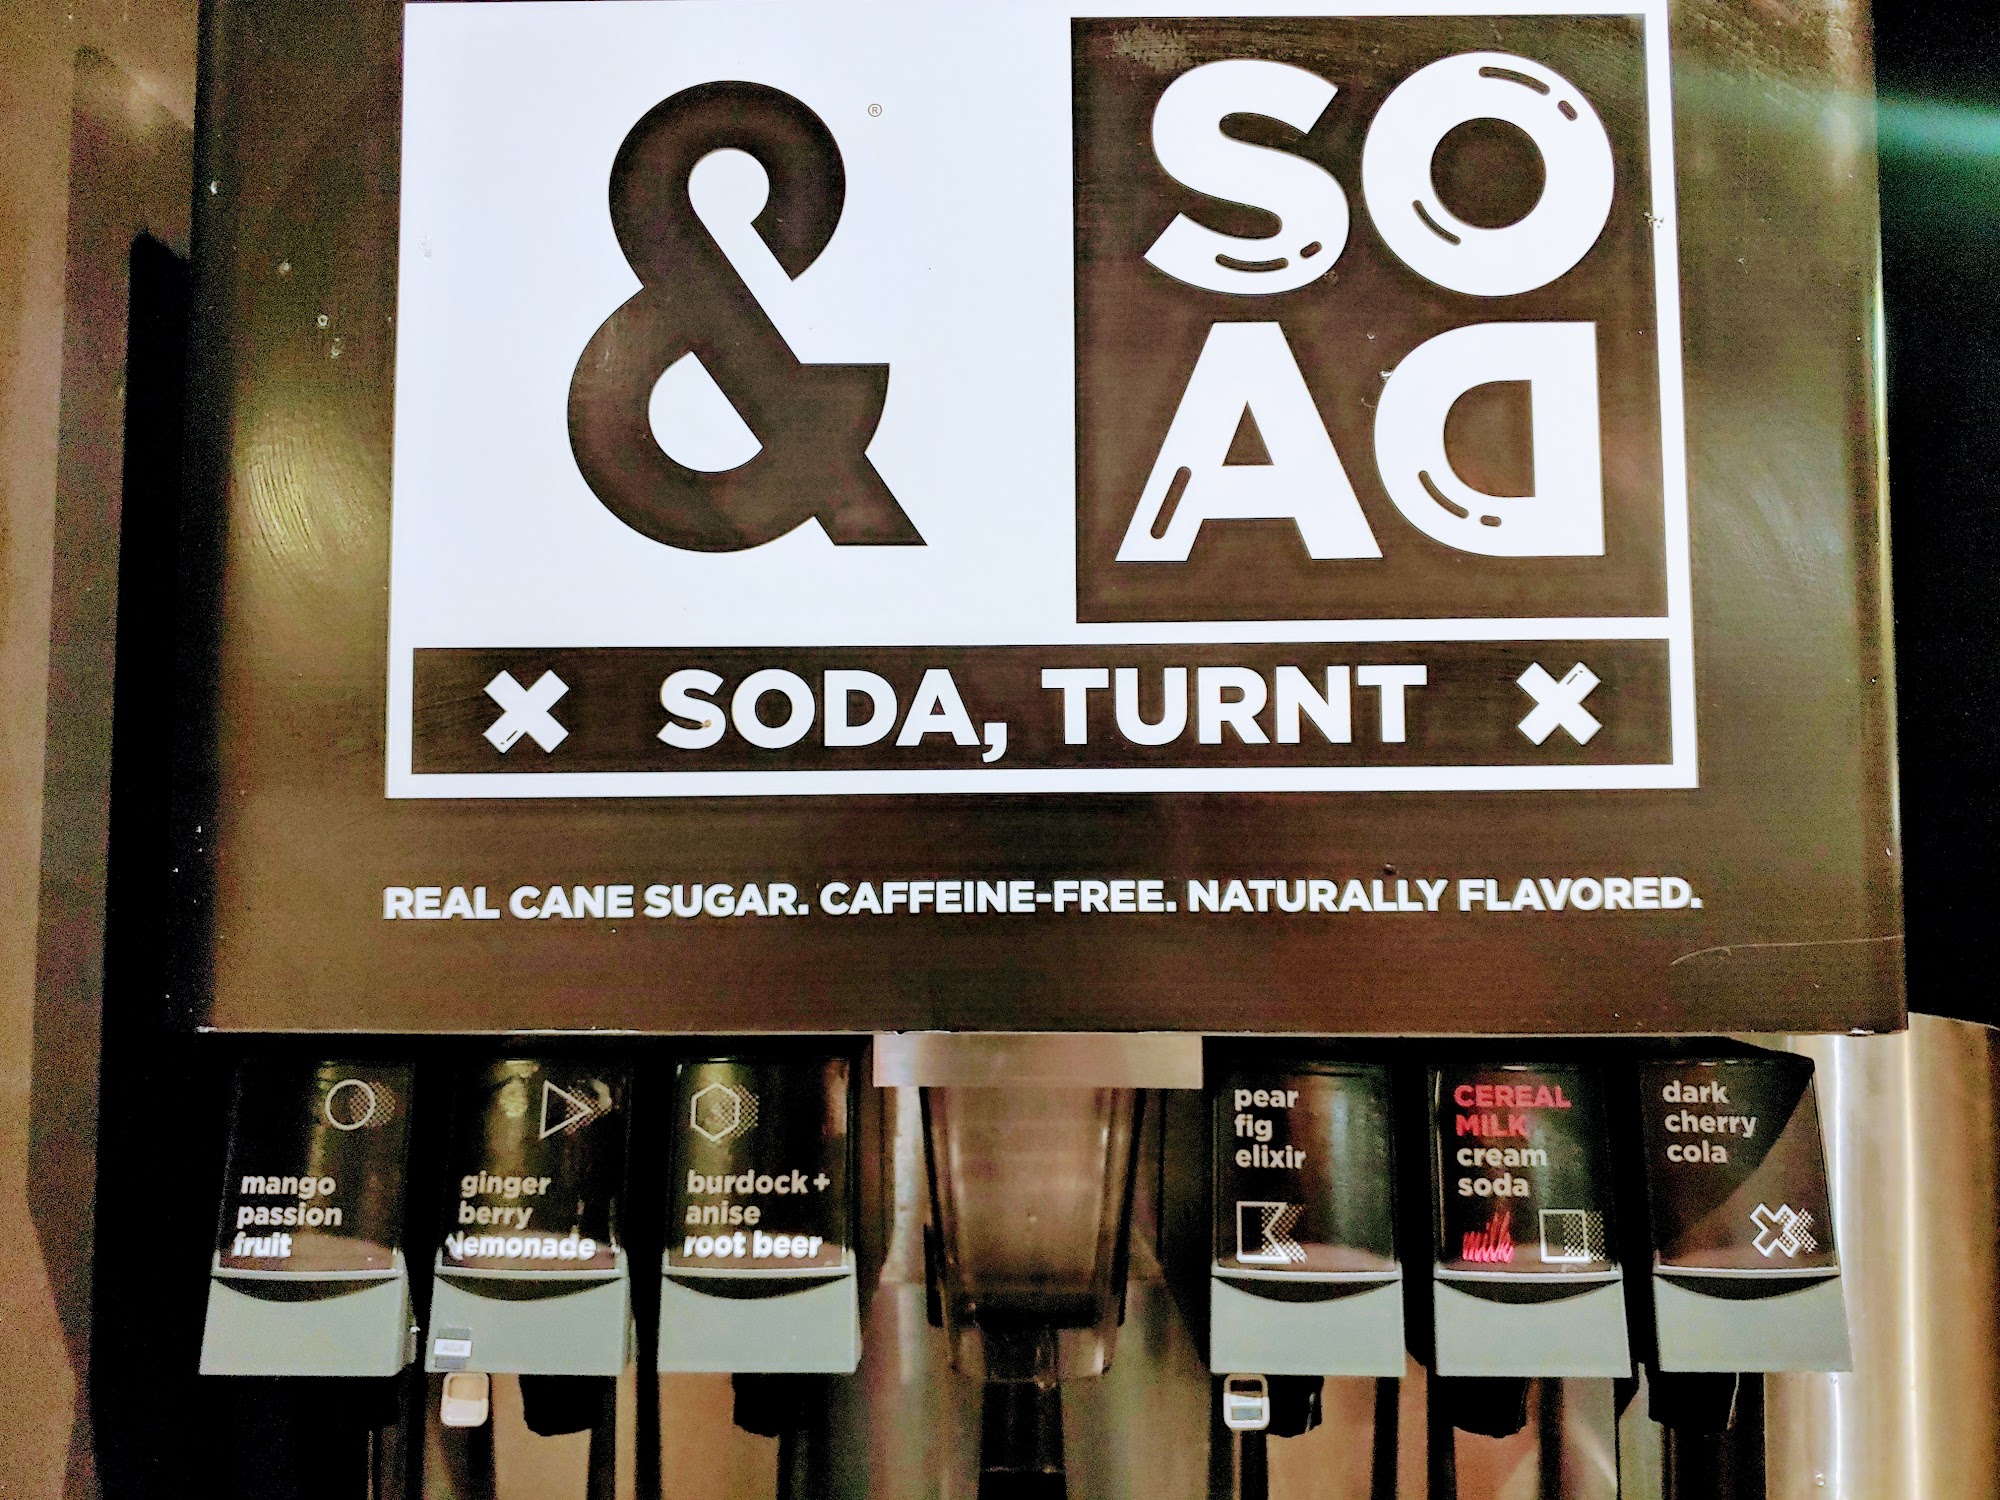 & ®
SO
DA
SODA, TURNT
REAL CANE SUGAR. CAFFEINE-FREE. NATURALLY FLAVORED.
mango
passion
fruit
ginger
berry
lemonade
burdock +
anise
root beer
pear
fig
elixir
CEREAL
MILK
cream
soda
milk
dark
cherry
cola